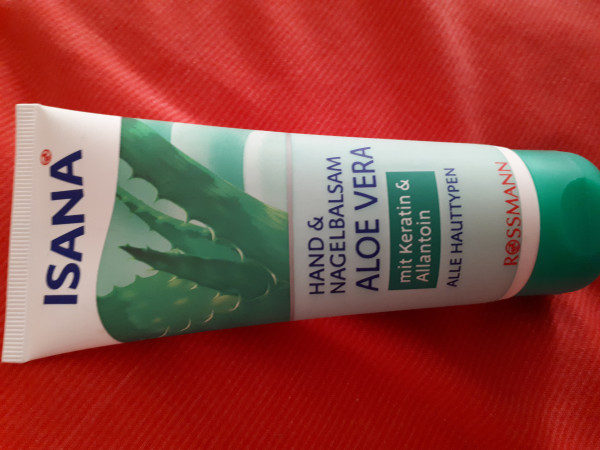 ISANA
HAND &
NAGELBALSAM
ALOE VERA
mit Keratin &
Allantoin
ALLE HAUTTYPEN
ROSSMANN